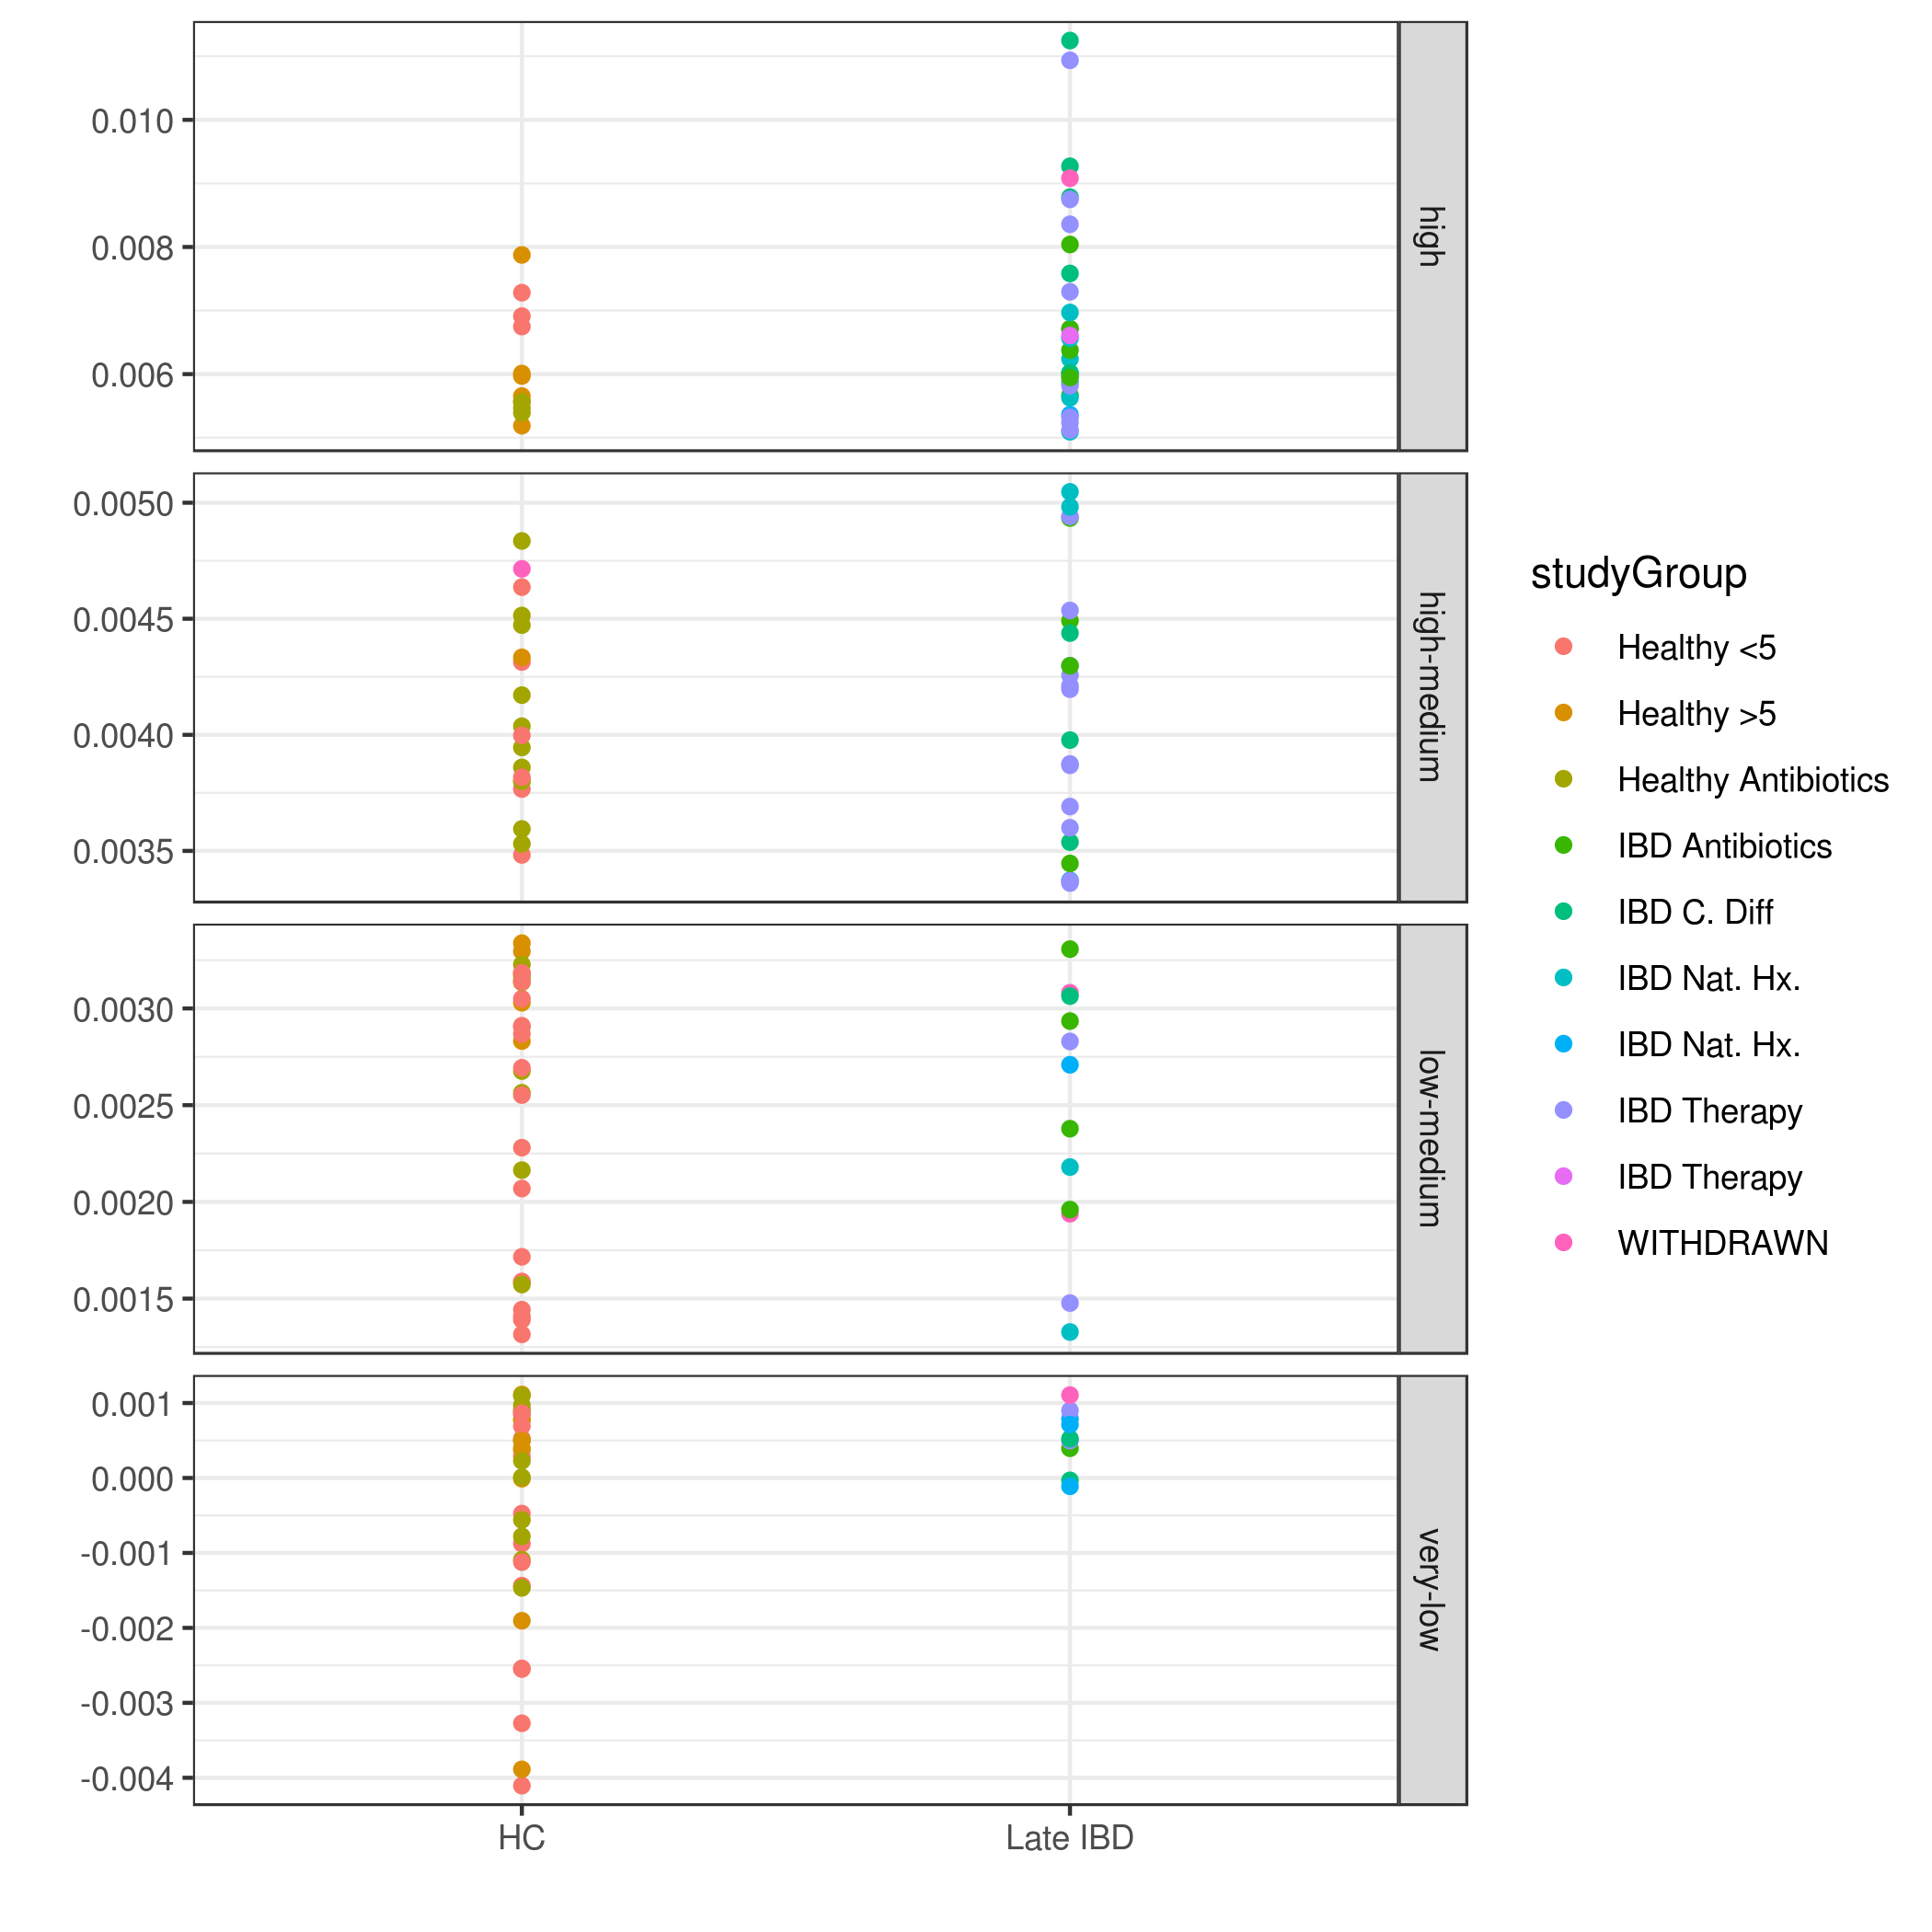 0.010
0.008
0.006
high
0.0050
0.0045
0.0040
0.0035
high-medium
0.0030
0.0025
0.0020
0.0015
low-medium
0.001
0.000
-0.001
-0.002
-0.003
-0.004
very-low
HC
Late IBD
studyGroup
Healthy <5
Healthy >5
Healthy Antibiotics
IBD Antibiotics
IBD C. Diff
IBD Nat. Hx.
IBD Nat. Hx.
IBD Therapy
IBD Therapy
WITHDRAWN